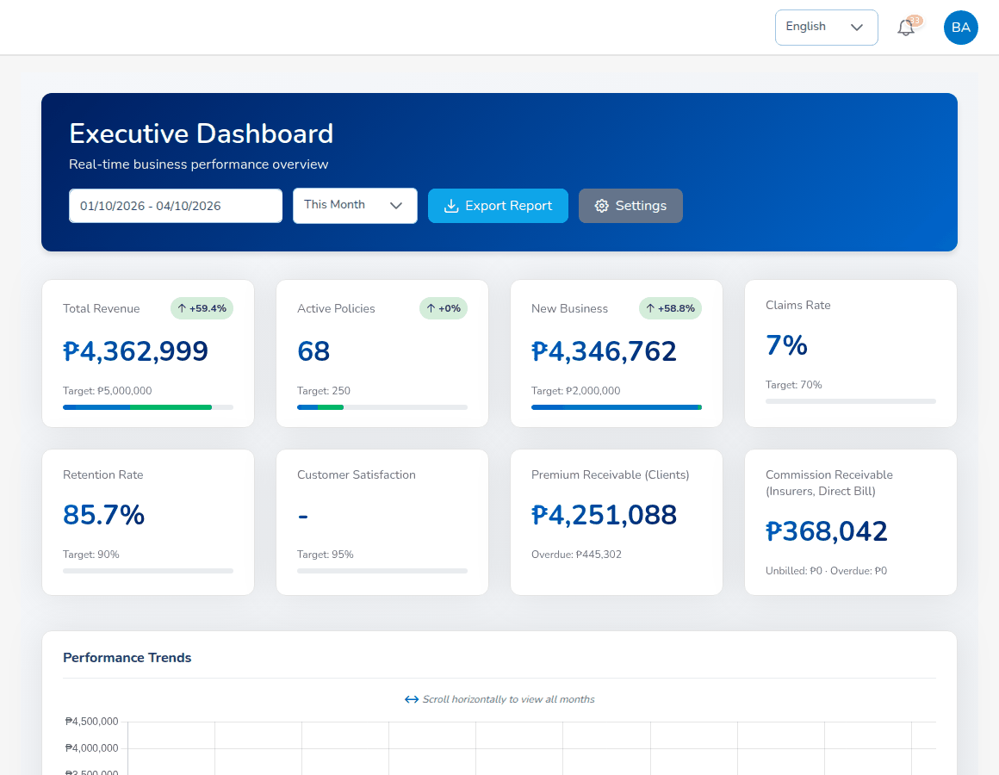 English
33
BA
Executive Dashboard
Real-time business performance overview
01/10/2026 - 04/10/2026
This Month
Export Report
Settings
Total Revenue
+59.4%
₱4,362,999
Target: ₱5,000,000
Active Policies
+0%
68
Target: 250
New Business
+58.8%
₱4,346,762
Target: ₱2,000,000
Claims Rate
7%
Target: 70%
Retention Rate
85.7%
Target: 90%
Customer Satisfaction
-
Target: 95%
Premium Receivable (Clients)
₱4,251,088
Overdue: ₱445,302
Commission Receivable
(Insurers, Direct Bill)
₱368,042
Unbilled: ₱0 · Overdue: ₱0
Performance Trends
Scroll horizontally to view all months
₱4,500,000
₱4,000,000
₱3,500,000